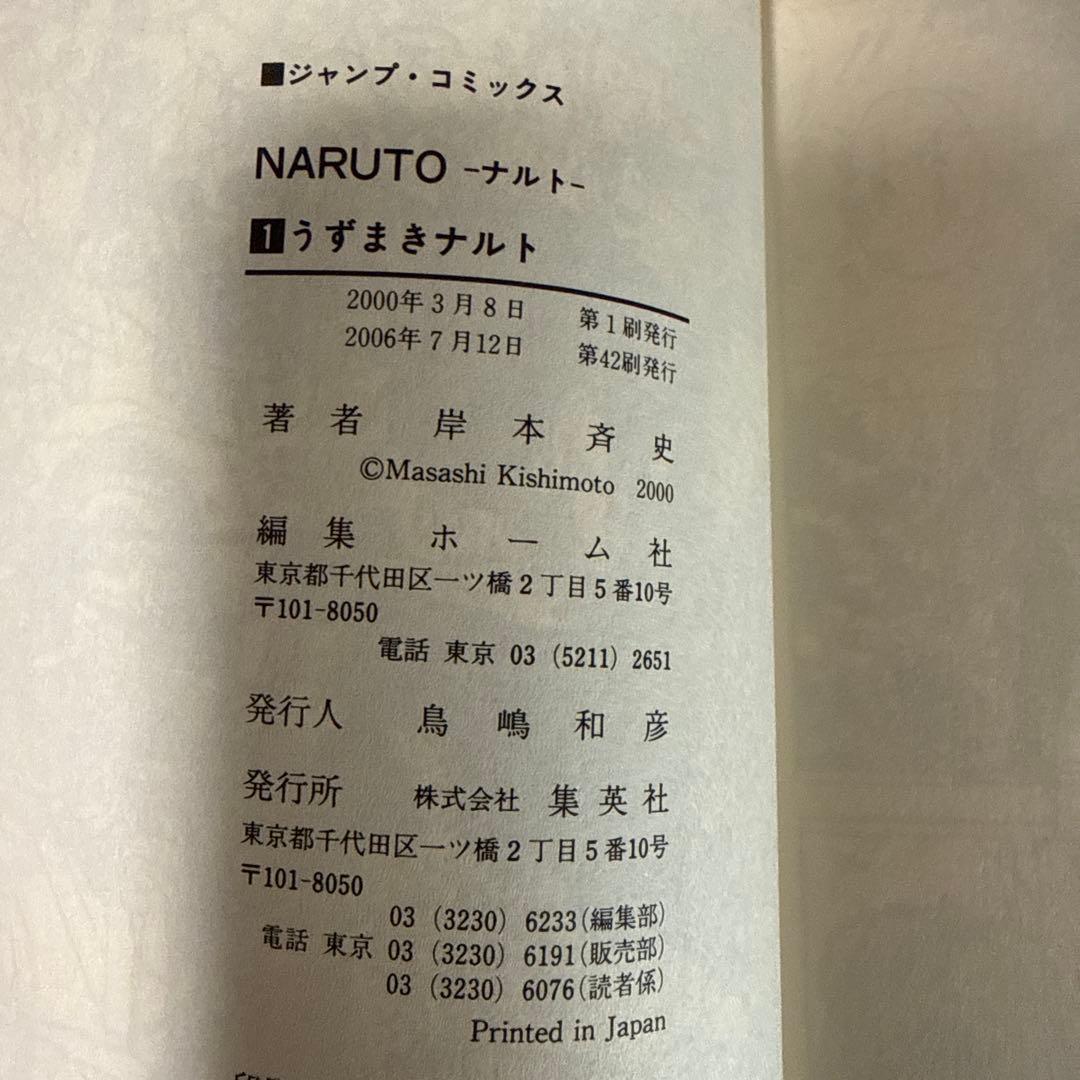 ■ジャンプ・コミックス
NARUTO -ナルト-
1 うずまきナルト
2000年3月8日 第1刷発行
2006年7月12日 第42刷発行
著者 岸本斉史
©Masashi Kishimoto 2000
編集 ホーム社
東京都千代田区一ツ橋2丁目5番10号
〒101-8050
電話 東京 03 (5211) 2651
発行人 鳥嶋和彦
発行所 株式会社 集英社
東京都千代田区一ツ橋2丁目5番10号
〒101-8050
03 (3230) 6233(編集部)
電話 東京 03 (3230) 6191(販売部)
03 (3230) 6076(読者係)
Printed in Japan